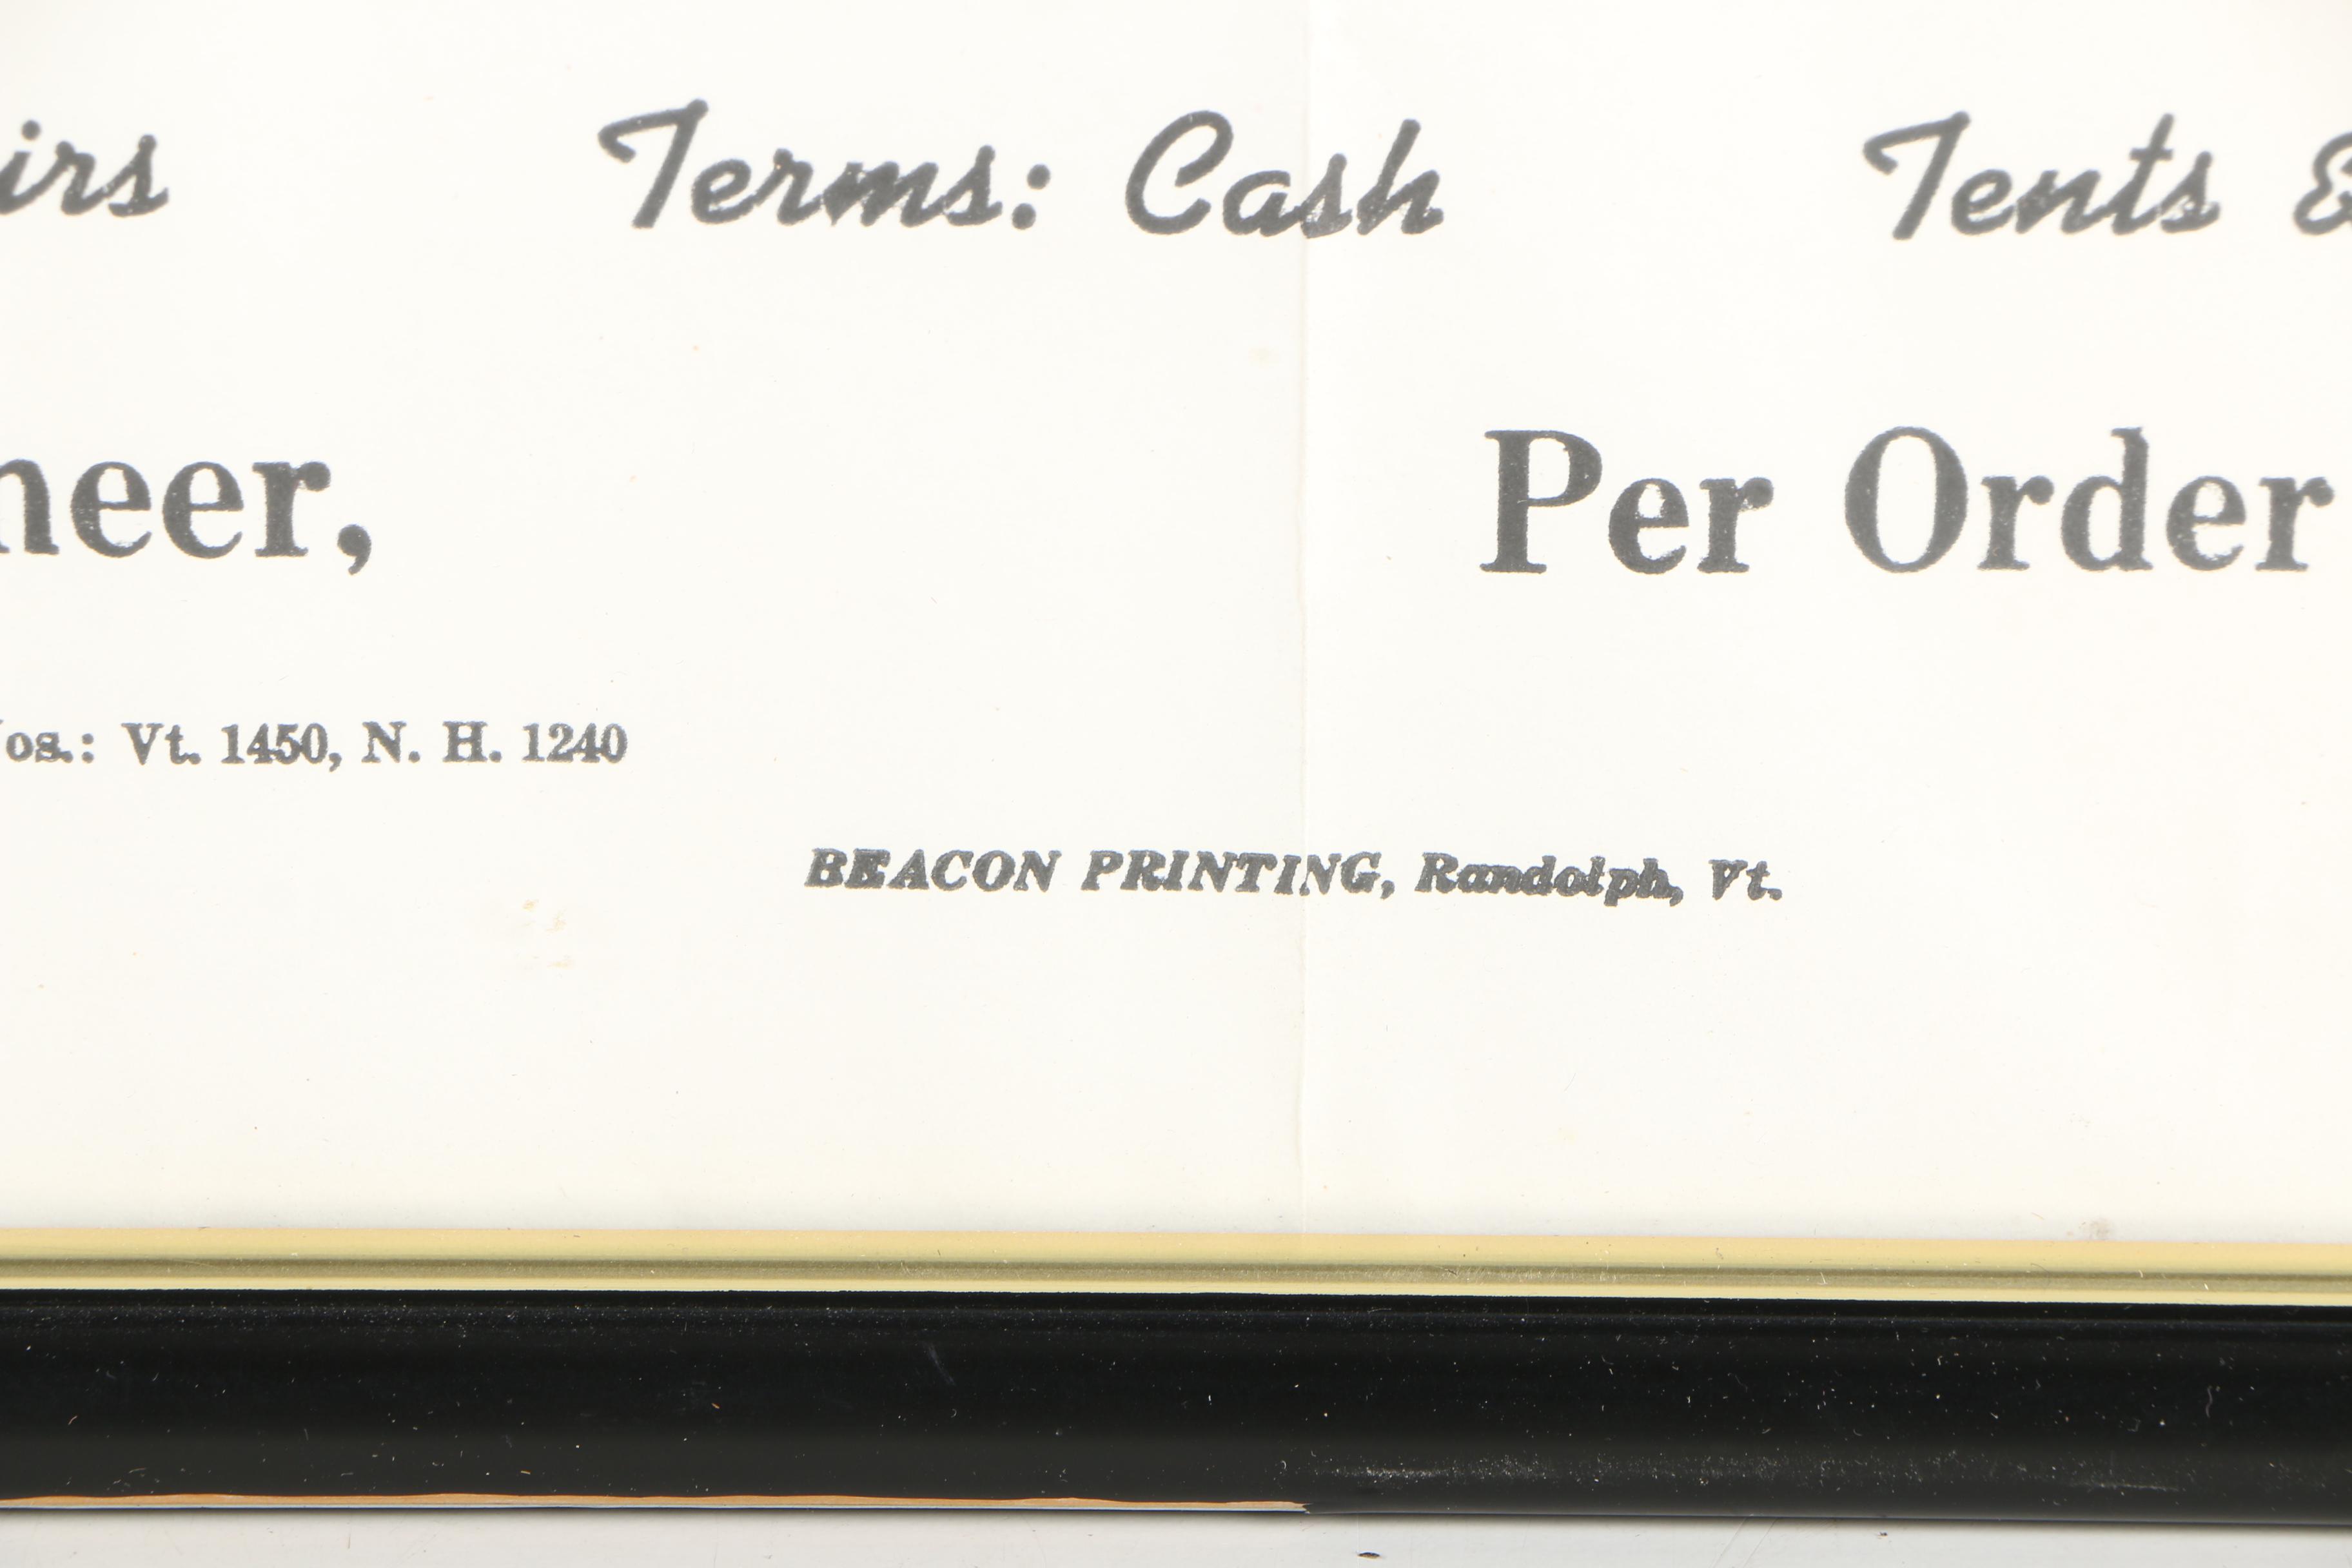 irs Terms: Cash Tents &
neer, Per Order
os.: Vt. 1450, N. H. 1240
BEACON PRINTING, Randolph, Vt.